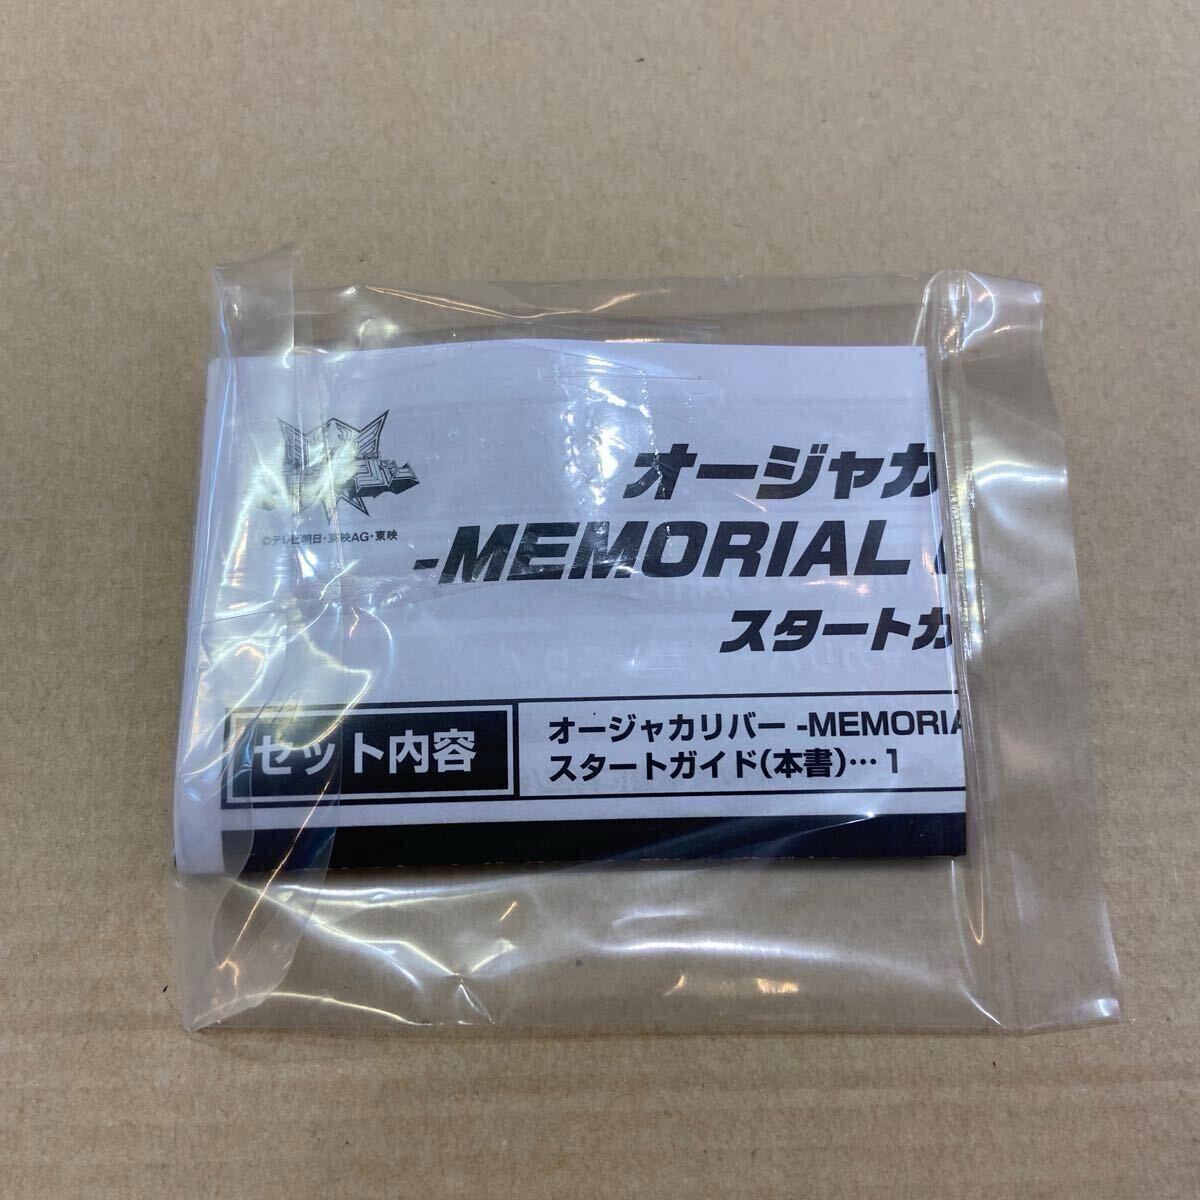 ©テレビ朝日・東映AG・東映
オージャカ
-MEMORIAL
スタートガ
セット内容
オージャカリバー -MEMORIA
スタートガイド(本書)…1